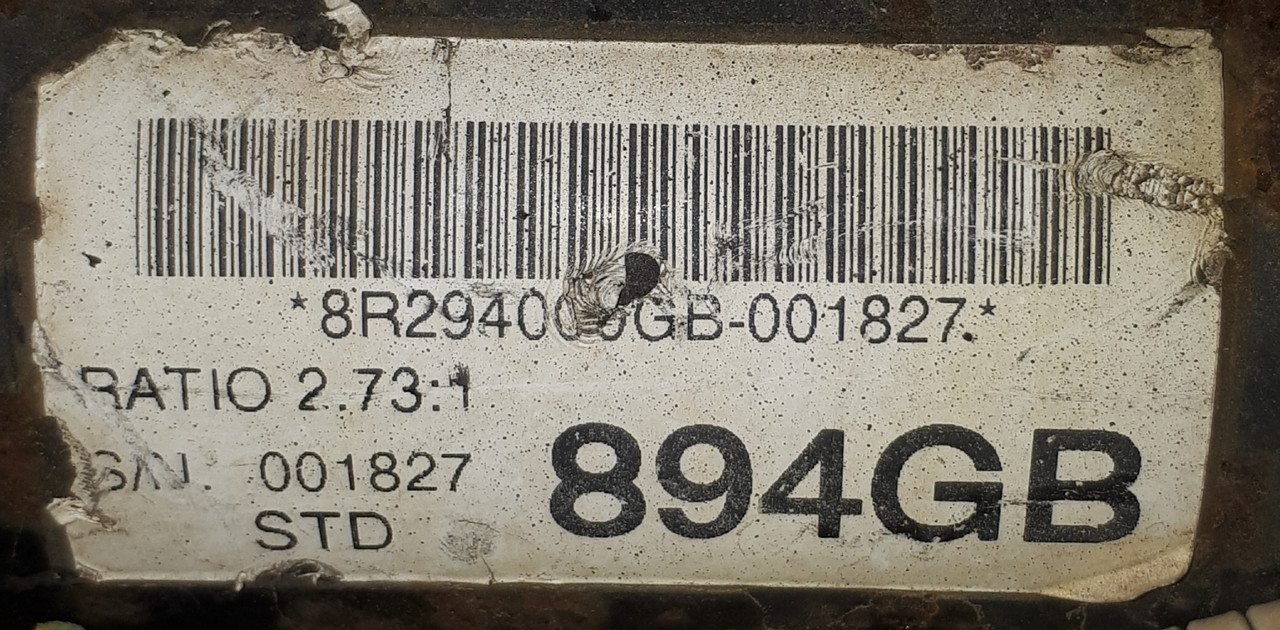 RATIO 2.73:1
S/N. 001827
STD
894GB